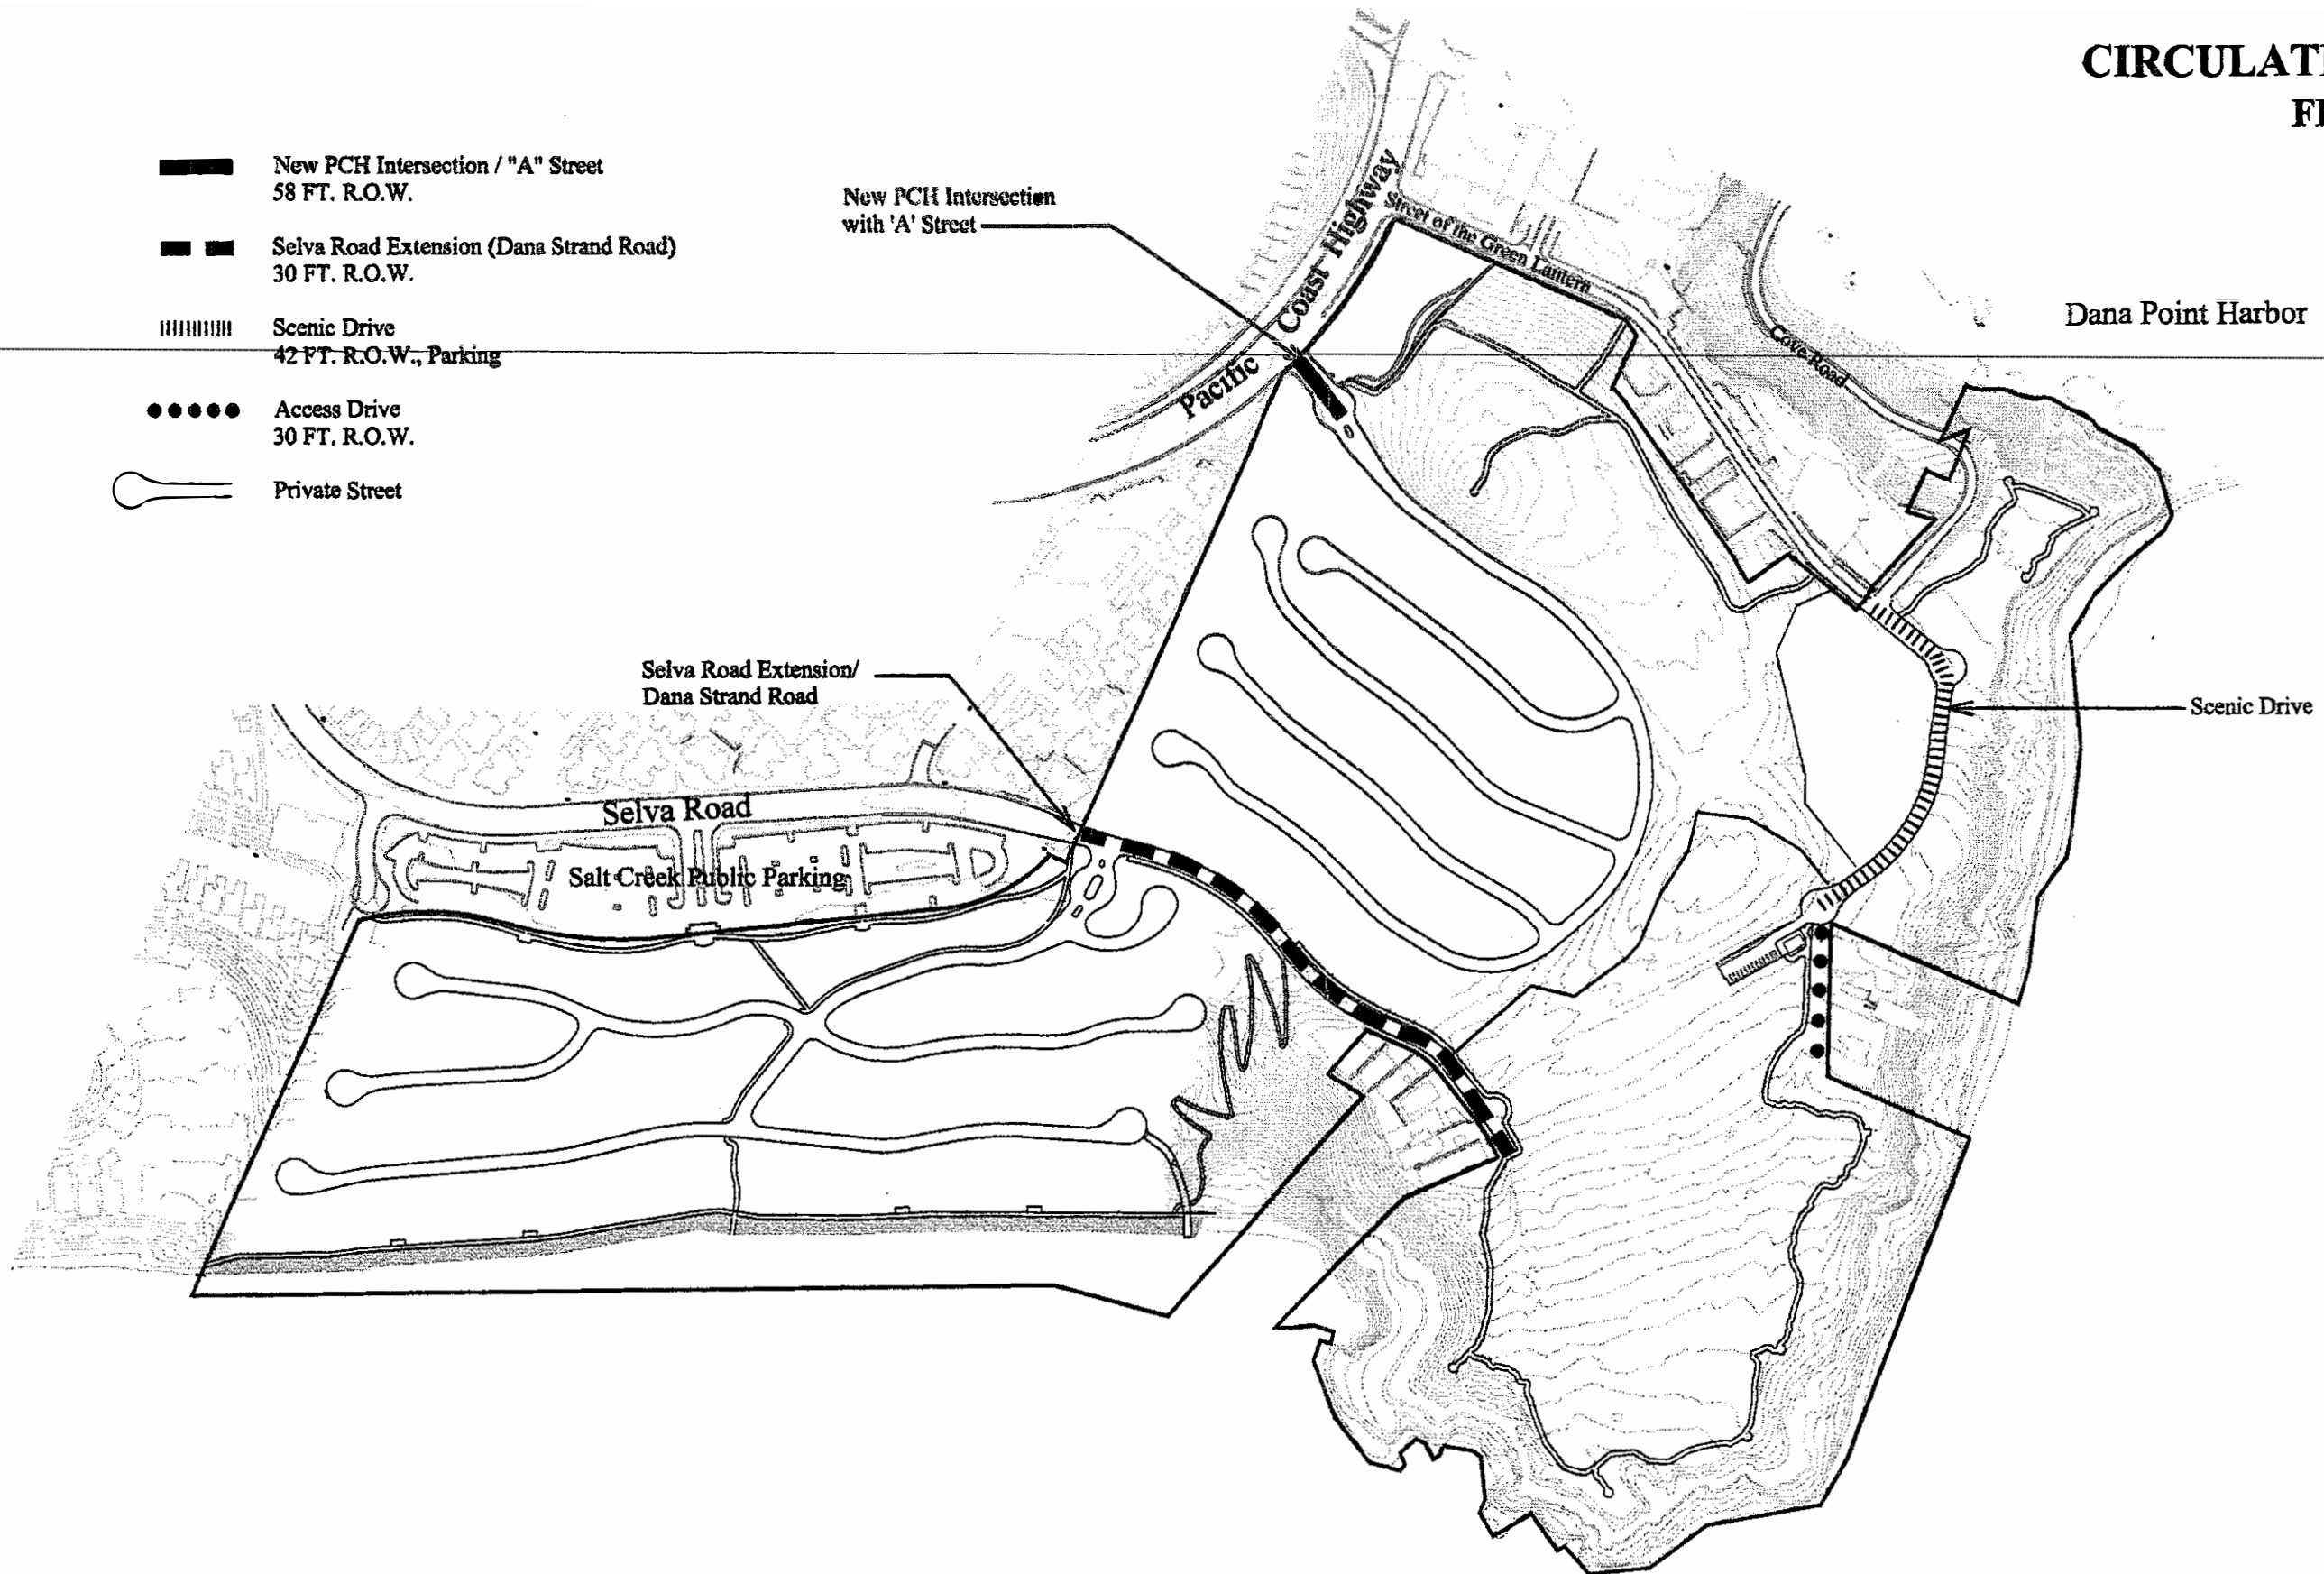 CIRCULATI
FI
New PCH Intersection / "A" Street
58 FT. R.O.W.
New PCH Intersection
with 'A' Street
Selva Road Extension (Dana Strand Road)
30 FT. R.O.W.
Scenic Drive
42 FT. R.O.W., Parking
Access Drive
30 FT. R.O.W.
Private Street
Pacific Coast Highway
Street of the Green Lantern
Cove Road
Dana Point Harbor
Selva Road Extension/
Dana Strand Road
Scenic Drive
Selva Road
Salt Creek Public Parking